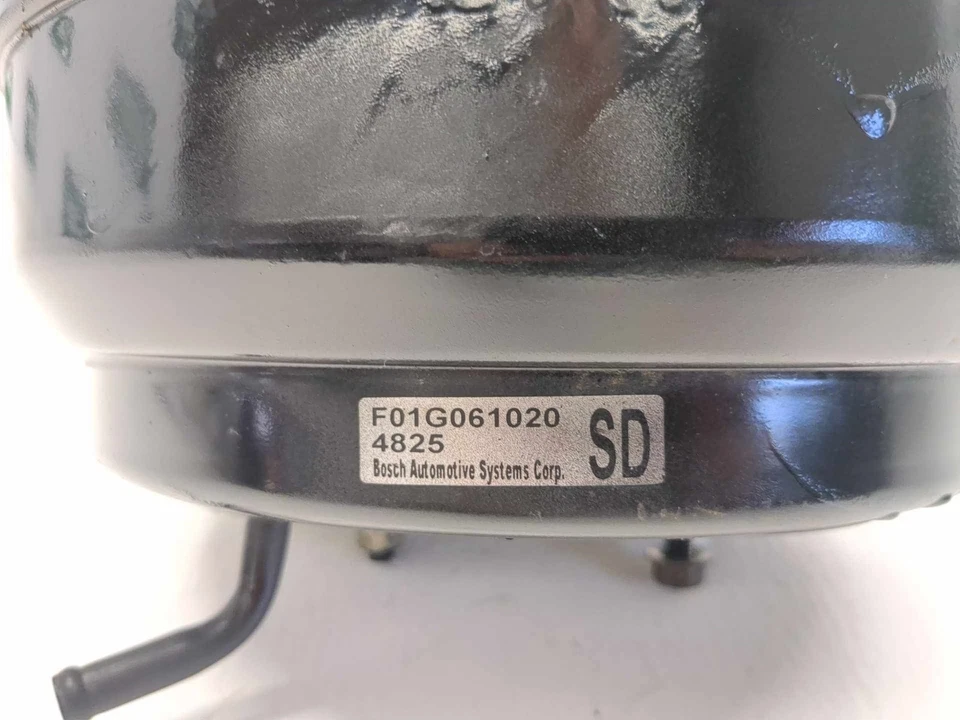 F01G061020
4825
SD
Bosch Automotive Systems Corp.